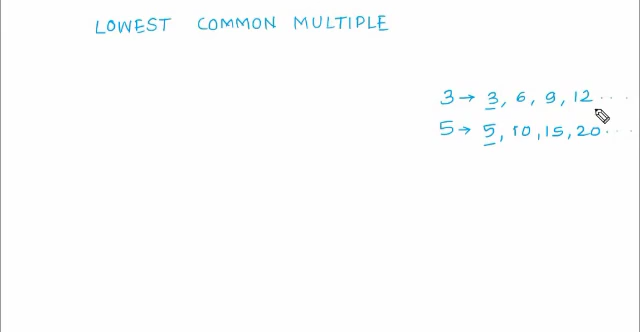 LOWEST COMMON MULTIPLE
3 → 3, 6, 9, 12 . . .
5 → 5, 10, 15, 20 . . .